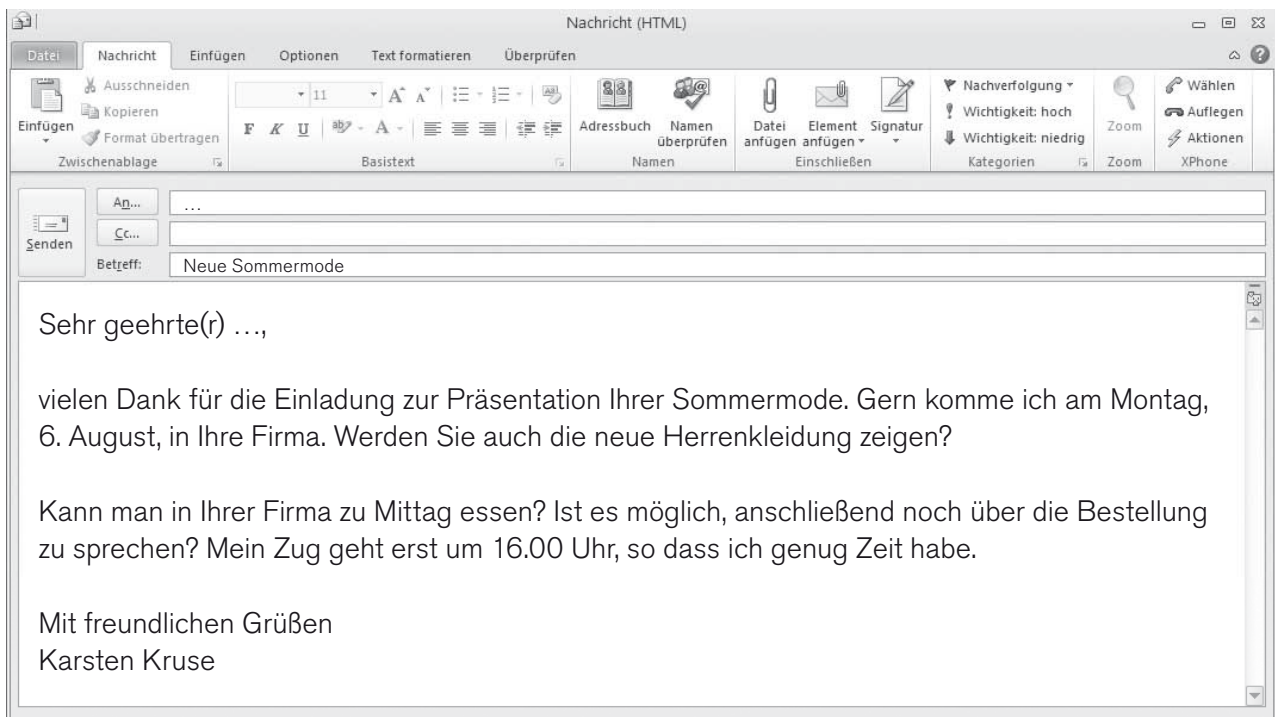 Nachricht (HTML)
Datei Nachricht Einfügen Optionen Text formatieren Überprüfen
Einfügen
Ausschneiden
Kopieren
Format übertragen
Zwischenablage
11
F K U
Basistext
Adressbuch
Namen
überprüfen
Namen
Datei
anfügen
Element
anfügen
Signatur
Einschließen
Nachverfolgung
Wichtigkeit: hoch
Wichtigkeit: niedrig
Kategorien
Zoom
Zoom
Wählen
Auflegen
Aktionen
XPhone
Senden
An... ...
Cc...
Betreff: Neue Sommermode
Sehr geehrte(r) ...,
vielen Dank für die Einladung zur Präsentation Ihrer Sommermode. Gern komme ich am Montag,
6. August, in Ihre Firma. Werden Sie auch die neue Herrenkleidung zeigen?
Kann man in Ihrer Firma zu Mittag essen? Ist es möglich, anschließend noch über die Bestellung
zu sprechen? Mein Zug geht erst um 16.00 Uhr, so dass ich genug Zeit habe.
Mit freundlichen Grüßen
Karsten Kruse